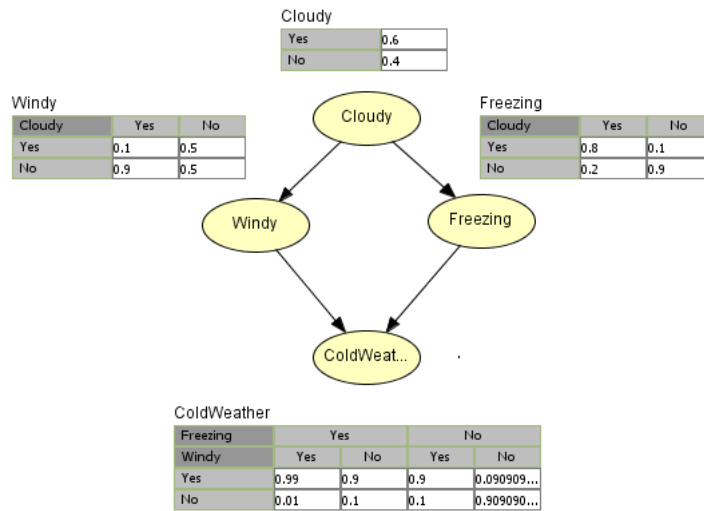 Cloudy
Yes 0.6
No 0.4
Windy
Cloudy Yes No
Yes 0.1 0.5
No 0.9 0.5
Freezing
Cloudy Yes No
Yes 0.8 0.1
No 0.2 0.9
Cloudy
Windy
Freezing
ColdWeat...
ColdWeather
Freezing Yes No
Windy Yes No Yes No
Yes 0.99 0.9 0.9 0.090909...
No 0.01 0.1 0.1 0.909090...